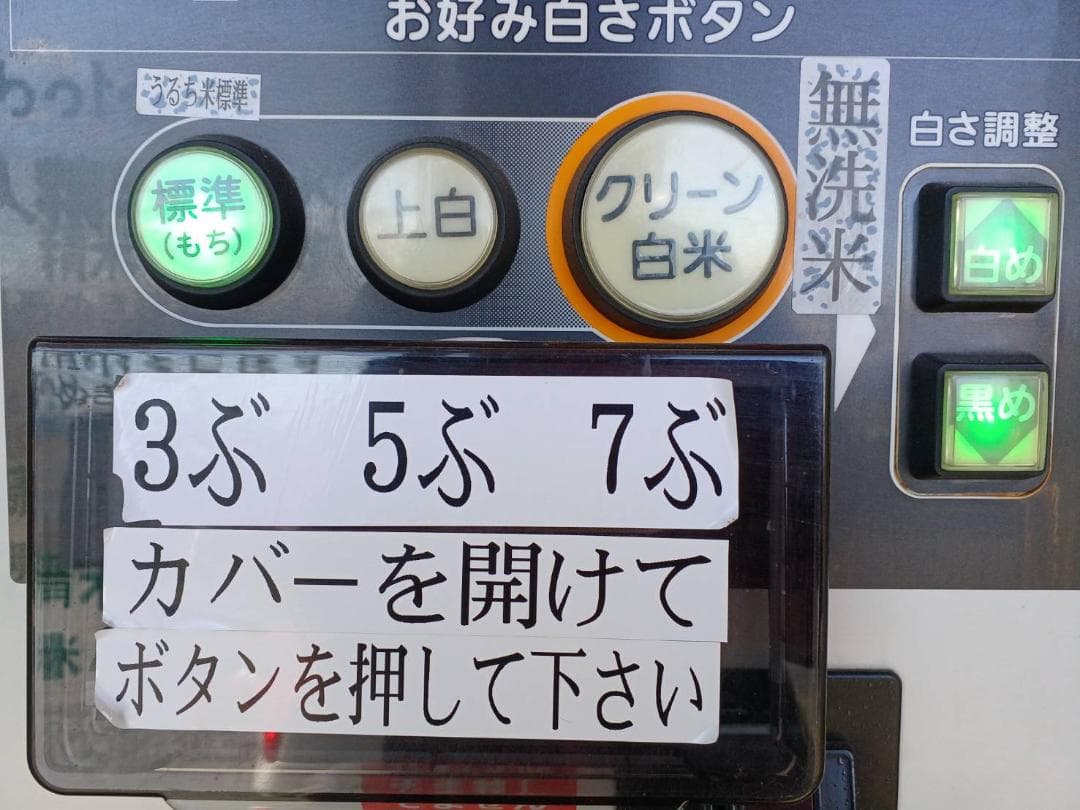 お好み白さボタン
うるち米標準
標準
(もち)
上白
クリーン
白米
無洗米
白さ調整
白め
黒め
3ぶ 5ぶ 7ぶ
カバーを開けて
ボタンを押して下さい